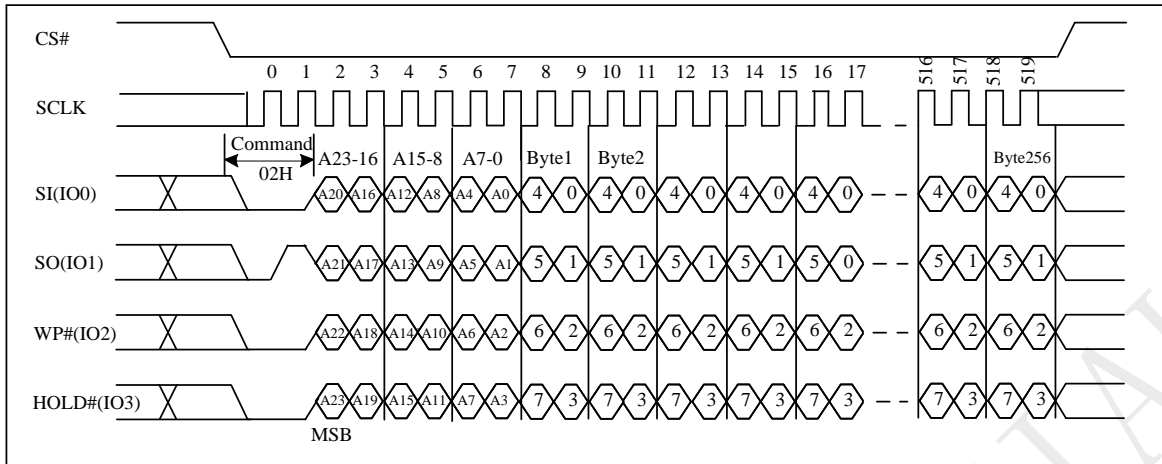 CS#
0 1 2 3 4 5 6 7 8 9 10 11 12 13 14 15 16 17 516 517 518 519
SCLK
Command A23-16 A15-8 A7-0 Byte1 Byte2 Byte256
02H
SI(IO0) A20 A16 A12 A8 A4 A0 4 0 4 0 4 0 4 0 4 0 4 0 4 0
SO(IO1) A21 A17 A13 A9 A5 A1 5 1 5 1 5 1 5 1 5 0 5 1 5 1
WP#(IO2) A22 A18 A14 A10 A6 A2 6 2 6 2 6 2 6 2 6 2 6 2 6 2
HOLD#(IO3) A23 A19 A15 A11 A7 A3 7 3 7 3 7 3 7 3 7 3 7 3 7 3
MSB